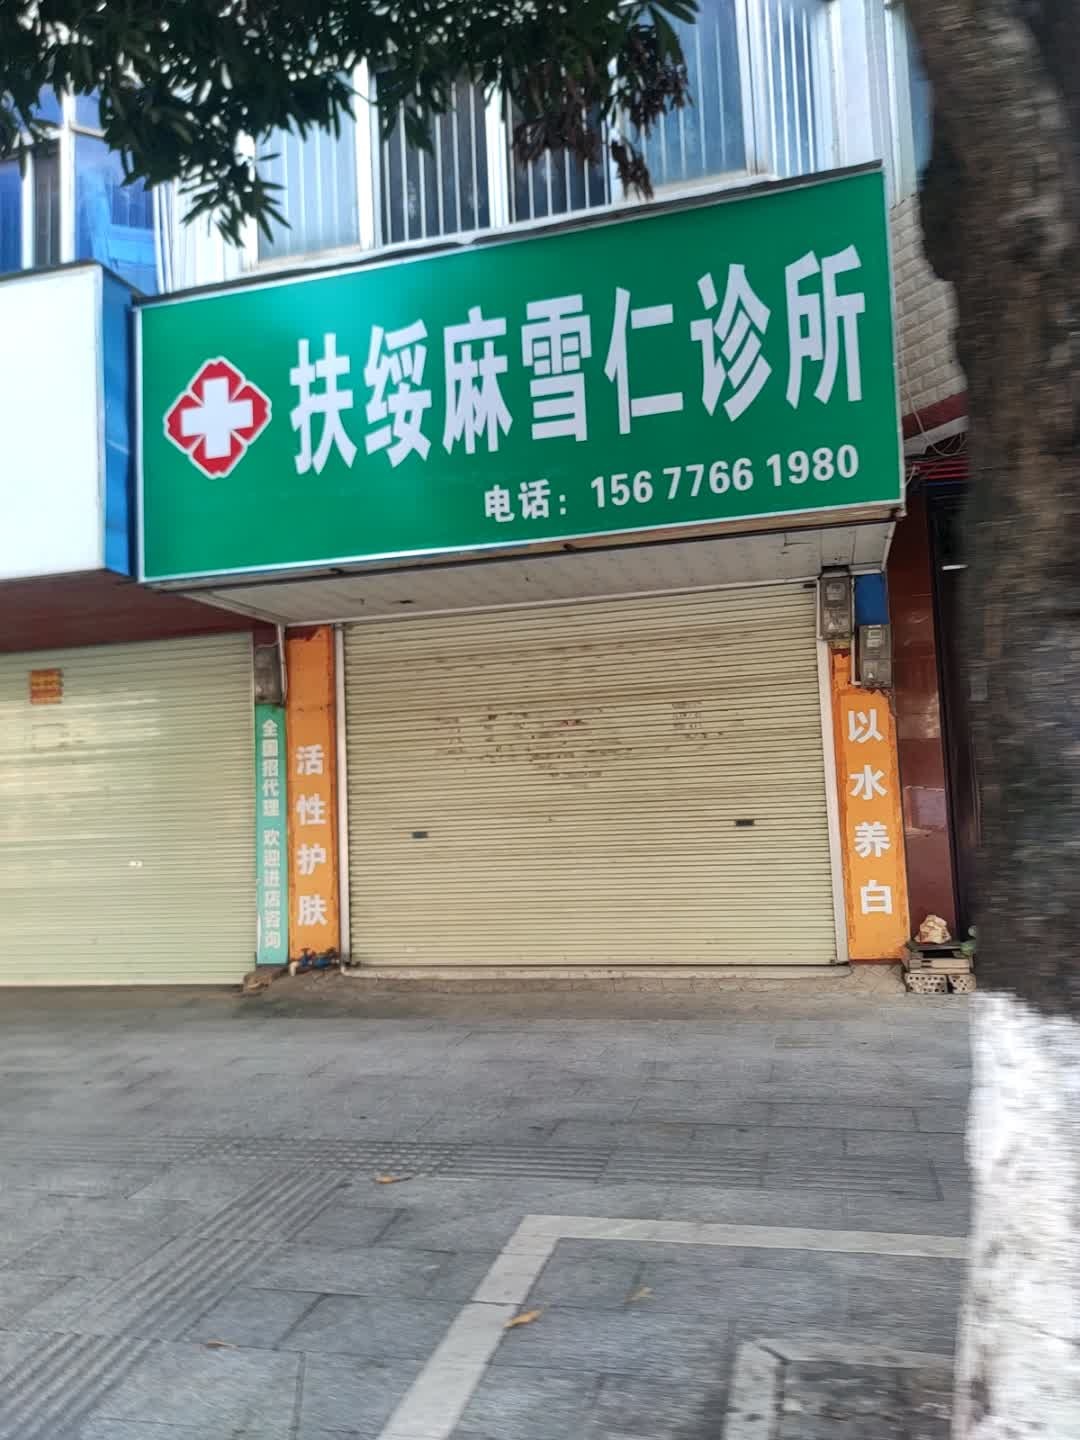 扶绥麻雪仁诊所
电话：156 7766 1980
全国招代理 欢迎进店咨询
活性护肤
以水养白